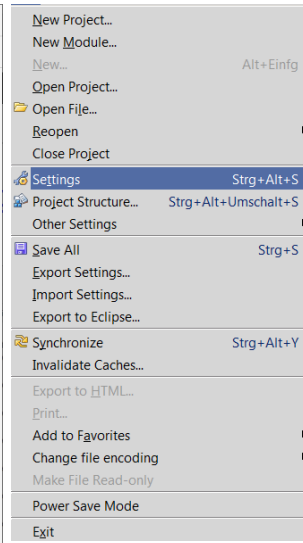 New Project...
New Module...
New... Alt+Einfg
Open Project...
Open File...
Reopen
Close Project
Settings Strg+Alt+S
Project Structure... Strg+Alt+Umschalt+S
Other Settings
Save All Strg+S
Export Settings...
Import Settings...
Export to Eclipse...
Synchronize Strg+Alt+Y
Invalidate Caches...
Export to HTML...
Print...
Add to Favorites
Change file encoding
Make File Read-only
Power Save Mode
Exit